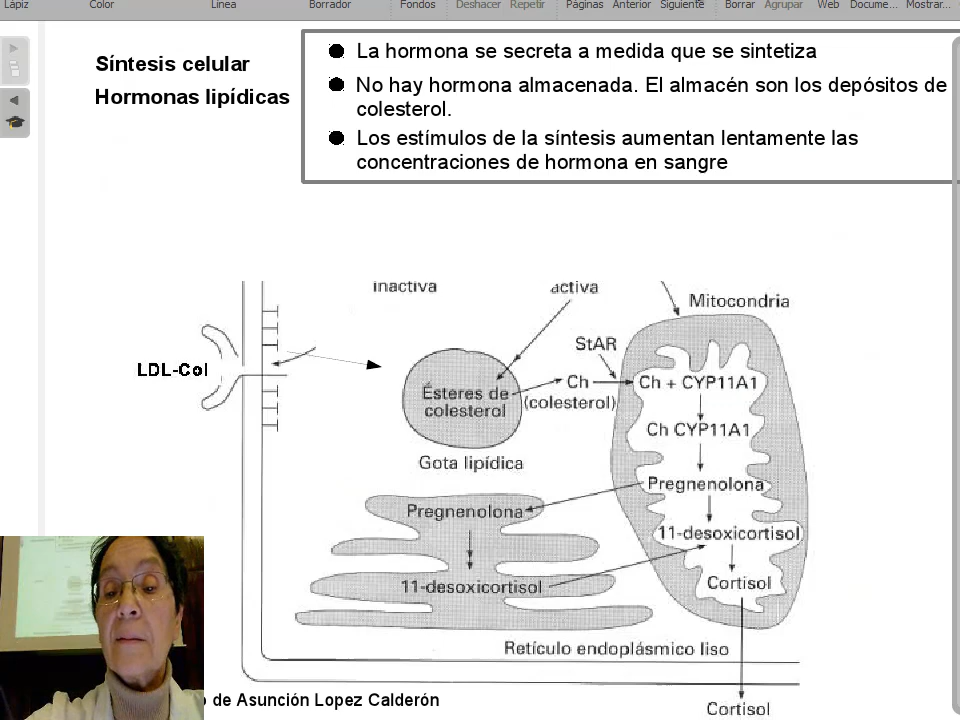 Lápiz Color Línea Borrador Fondos Deshacer Repetir Páginas Anterior Siguiente Borrar Agrupar Web Docume... Mostrar...
Síntesis celular
Hormonas lipídicas
La hormona se secreta a medida que se sintetiza
No hay hormona almacenada. El almacén son los depósitos de
colesterol.
Los estímulos de la síntesis aumentan lentamente las
concentraciones de hormona en sangre
inactiva
activa
Mitocondria
StAR
LDL-Col
Ésteres de
colesterol
Ch
(colesterol)
Ch + CYP11A1
Ch CYP11A1
Gota lipídica
Pregnenolona
Pregnenolona
11-desoxicortisol
11-desoxicortisol
Cortisol
Retículo endoplásmico liso
de Asunción Lopez Calderón
Cortisol